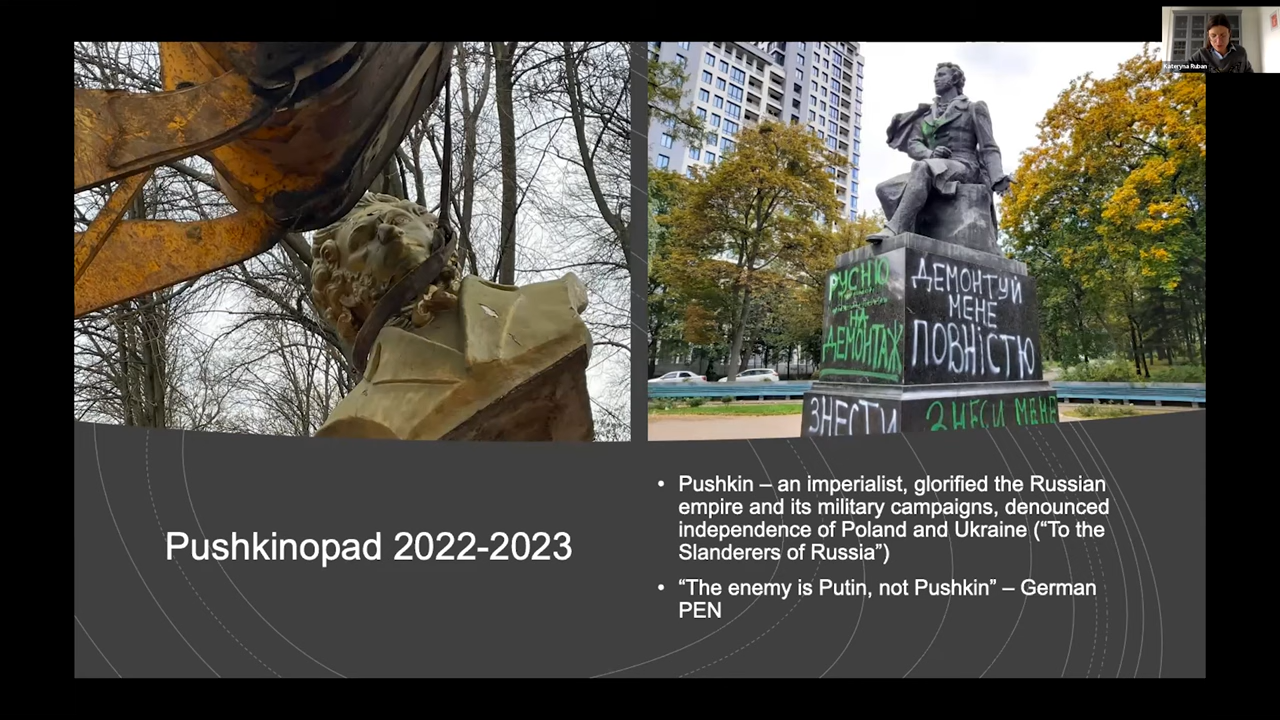 Kateryna Ruban
РУСНЮ
НА
ДЕМОНТАЖ
ДЕМОНТУЙ
МЕНЕ
ПОВНІСТЮ
ЗНЕСТИ
ЗНЕСИ МЕНЕ
Pushkinopad 2022-2023
• Pushkin – an imperialist, glorified the Russian
empire and its military campaigns, denounced
independence of Poland and Ukraine (“To the
Slanderers of Russia”)
• “The enemy is Putin, not Pushkin” – German
PEN